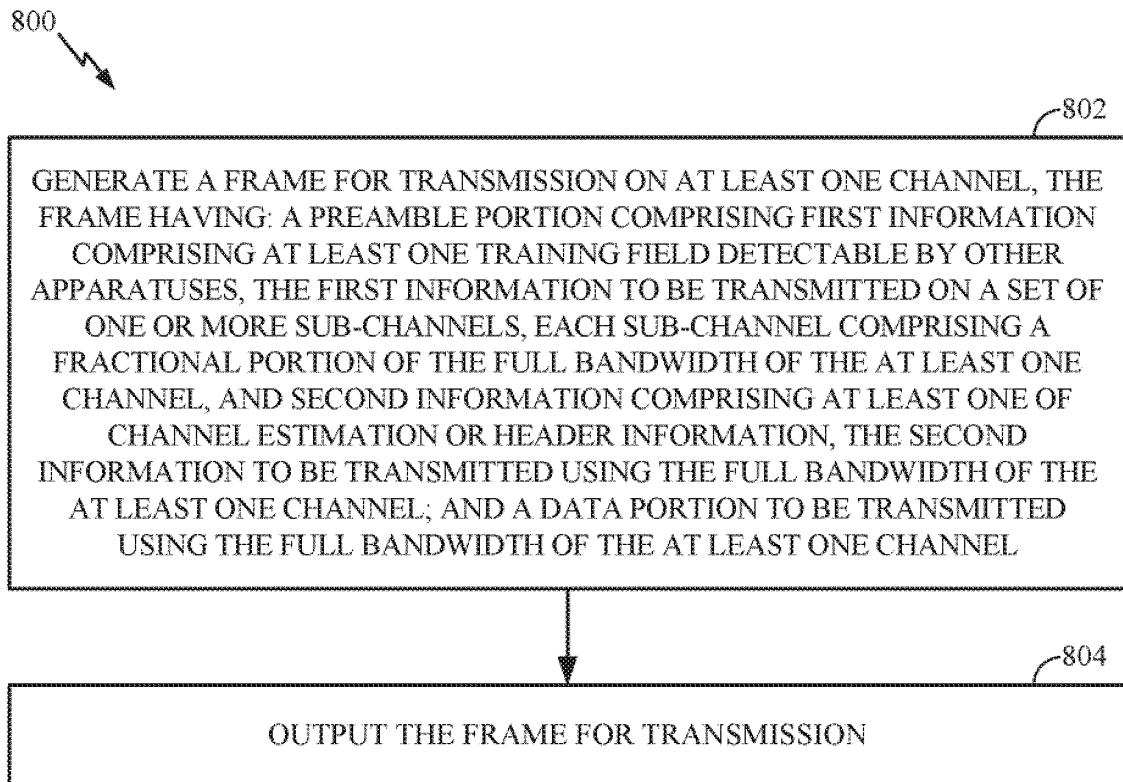 800
802
GENERATE A FRAME FOR TRANSMISSION ON AT LEAST ONE CHANNEL, THE
FRAME HAVING: A PREAMBLE PORTION COMPRISING FIRST INFORMATION
COMPRISING AT LEAST ONE TRAINING FIELD DETECTABLE BY OTHER
APPARATUSES, THE FIRST INFORMATION TO BE TRANSMITTED ON A SET OF
ONE OR MORE SUB-CHANNELS, EACH SUB-CHANNEL COMPRISING A
FRACTIONAL PORTION OF THE FULL BANDWIDTH OF THE AT LEAST ONE
CHANNEL, AND SECOND INFORMATION COMPRISING AT LEAST ONE OF
CHANNEL ESTIMATION OR HEADER INFORMATION, THE SECOND
INFORMATION TO BE TRANSMITTED USING THE FULL BANDWIDTH OF THE
AT LEAST ONE CHANNEL; AND A DATA PORTION TO BE TRANSMITTED
USING THE FULL BANDWIDTH OF THE AT LEAST ONE CHANNEL
804
OUTPUT THE FRAME FOR TRANSMISSION